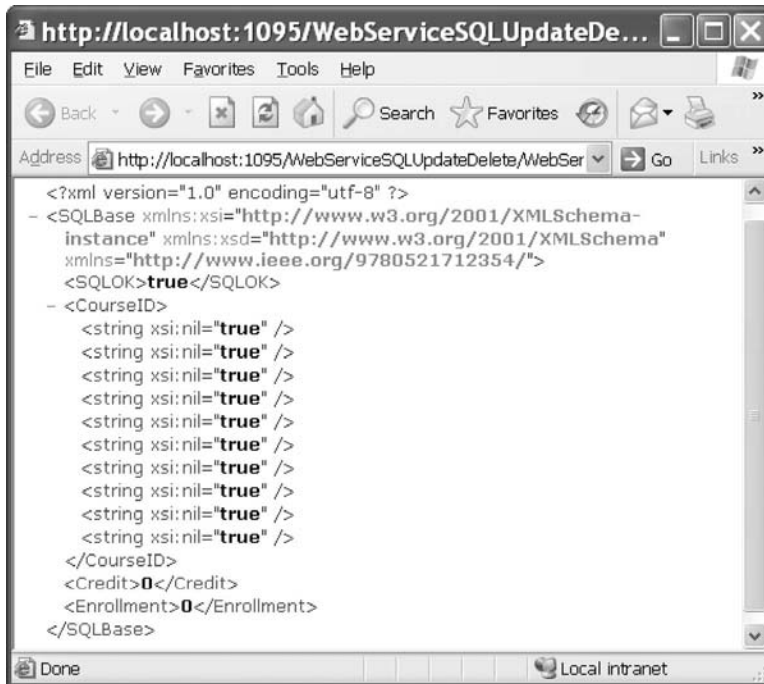 http://localhost:1095/WebServiceSQLUpdateDe...
File Edit View Favorites Tools Help
Back Search Favorites »
Address http://localhost:1095/WebServiceSQLUpdateDelete/WebSer Go Links »
<?xml version="1.0" encoding="utf-8" ?>
- <SQLBase xmlns:xsi="http://www.w3.org/2001/XMLSchema-
instance" xmlns:xsd="http://www.w3.org/2001/XMLSchema"
xmlns="http://www.ieee.org/9780521712354/">
<SQLOK>true</SQLOK>
- <CourseID>
<string xsi:nil="true" />
<string xsi:nil="true" />
<string xsi:nil="true" />
<string xsi:nil="true" />
<string xsi:nil="true" />
<string xsi:nil="true" />
<string xsi:nil="true" />
<string xsi:nil="true" />
<string xsi:nil="true" />
<string xsi:nil="true" />
</CourseID>
<Credit>0</Credit>
<Enrollment>0</Enrollment>
</SQLBase>
Done Local intranet